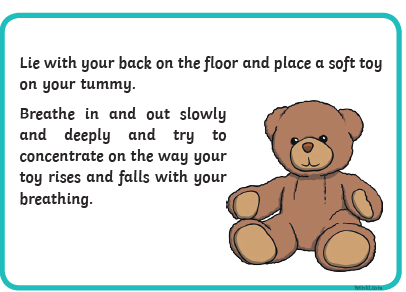 Lie with your back on the floor and place a soft toy
on your tummy.
Breathe in and out slowly
and deeply and try to
concentrate on the way your
toy rises and falls with your
breathing.